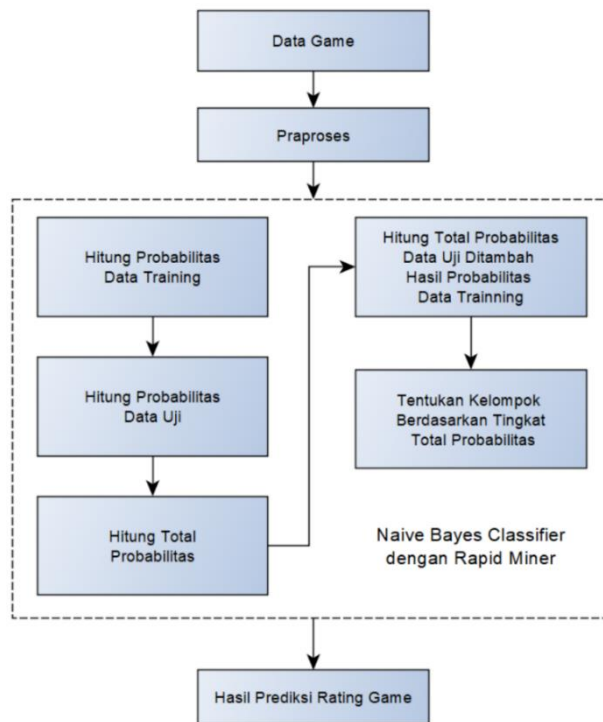 Data Game
Praproses
Hitung Probabilitas
Data Training
Hitung Probabilitas
Data Uji
Hitung Total
Probabilitas
Hitung Total Probabilitas
Data Uji Ditambah
Hasil Probabilitas
Data Trainning
Tentukan Kelompok
Berdasarkan Tingkat
Total Probabilitas
Naive Bayes Classifier
dengan Rapid Miner
Hasil Prediksi Rating Game